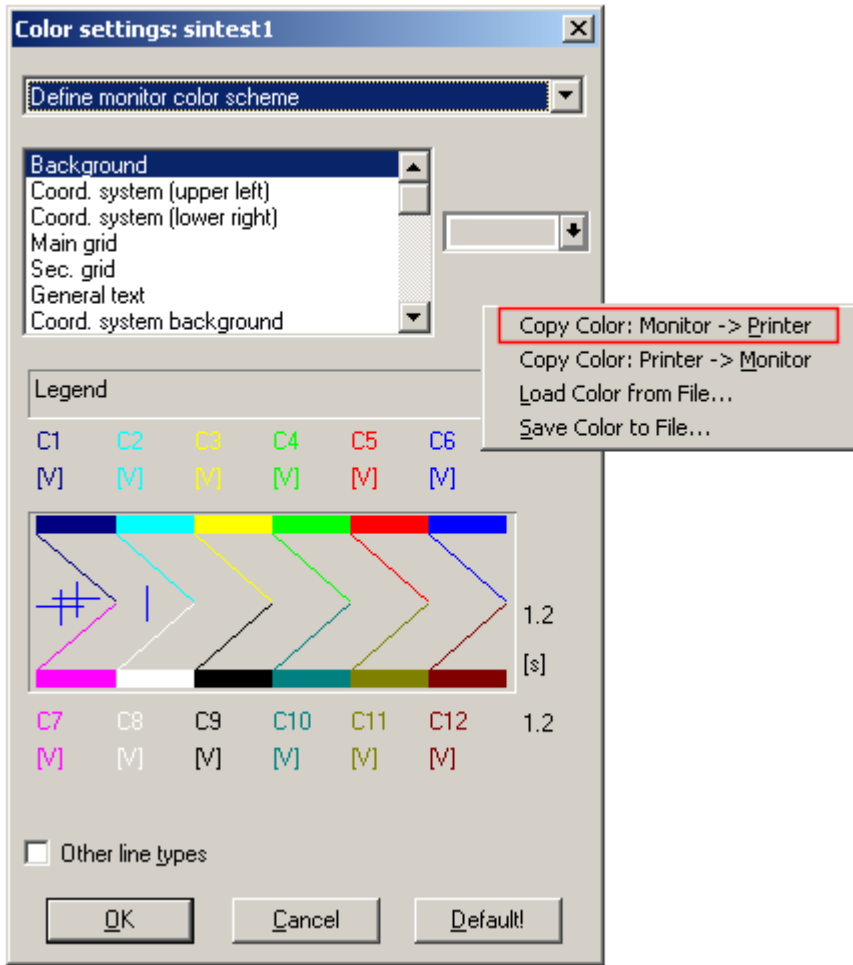 Color settings: sintest1
Define monitor color scheme
Background
Coord. system (upper left)
Coord. system (lower right)
Main grid
Sec. grid
General text
Coord. system background
Copy Color: Monitor -> Printer
Copy Color: Printer -> Monitor
Load Color from File...
Save Color to File...
Legend
C1 C2 C3 C4 C5 C6
[V] [V] [V] [V] [V] [V]
1.2
[s]
C7 C8 C9 C10 C11 C12 1.2
[V] [V] [V] [V] [V] [V]
Other line types
OK Cancel Default!